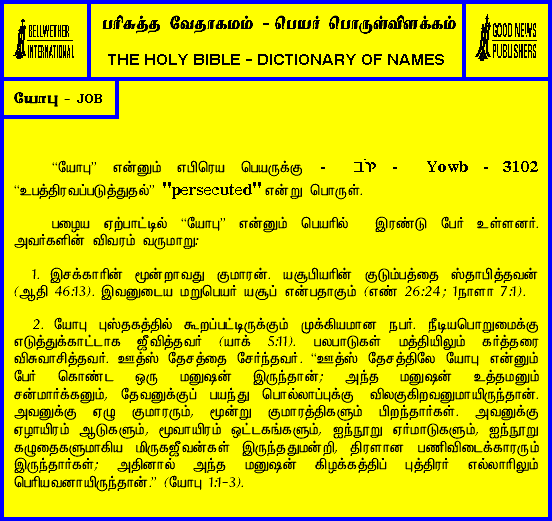 BELLWETHER
INTERNATIONAL
பரிசுத்த வேதாகமம் - பெயர் பொருள்விளக்கம்
THE HOLY BIBLE - DICTIONARY OF NAMES
GOOD NEWS
PUBLISHERS
யோபு - JOB
“யோபு” என்னும் எபிரெய பெயருக்கு - יוֹב - Yowb - 3102
“உபத்திரவப்படுத்துதல்” "persecuted" என்று பொருள்.
பழைய ஏற்பாட்டில் “யோபு” என்னும் பெயரில் இரண்டு பேர் உள்ளனர்.
அவர்களின் விவரம் வருமாறு:
1. இசக்காரின் மூன்றாவது குமாரன். யசூபியரின் குடும்பத்தை ஸ்தாபித்தவன்
(ஆதி 46:13). இவனுடைய மறுபெயர் யசூப் என்பதாகும் (எண் 26:24; 1நாளா 7:1).
2. யோபு புஸ்தகத்தில் கூறப்பட்டிருக்கும் முக்கியமான நபர். நீடியபொறுமைக்கு
எடுத்துக்காட்டாக ஜீவித்தவர் (யாக் 5:11). பலபாடுகள் மத்தியிலும் கர்த்தரை
விசுவாசித்தவர். ஊத்ஸ் தேசத்தை சேர்ந்தவர். “ஊத்ஸ் தேசத்திலே யோபு என்னும்
பேர் கொண்ட ஒரு மனுஷன் இருந்தான்; அந்த மனுஷன் உத்தமனும்
சன்மார்க்கனும், தேவனுக்குப் பயந்து பொல்லாப்புக்கு விலகுகிறவனுமாயிருந்தான்.
அவனுக்கு ஏழு குமாரரும், மூன்று குமாரத்திகளும் பிறந்தார்கள். அவனுக்கு
ஏழாயிரம் ஆடுகளும், மூவாயிரம் ஒட்டகங்களும், ஐந்நூறு ஏர்மாடுகளும், ஐந்நூறு
கழுதைகளுமாகிய மிருகஜீவன்கள் இருந்ததுமன்றி, திரளான பணிவிடைக்காரரும்
இருந்தார்கள்; அதினால் அந்த மனுஷன் கிழக்கத்திப் புத்திரர் எல்லாரிலும்
பெரியவனாயிருந்தான்.” (யோபு 1:1-3).